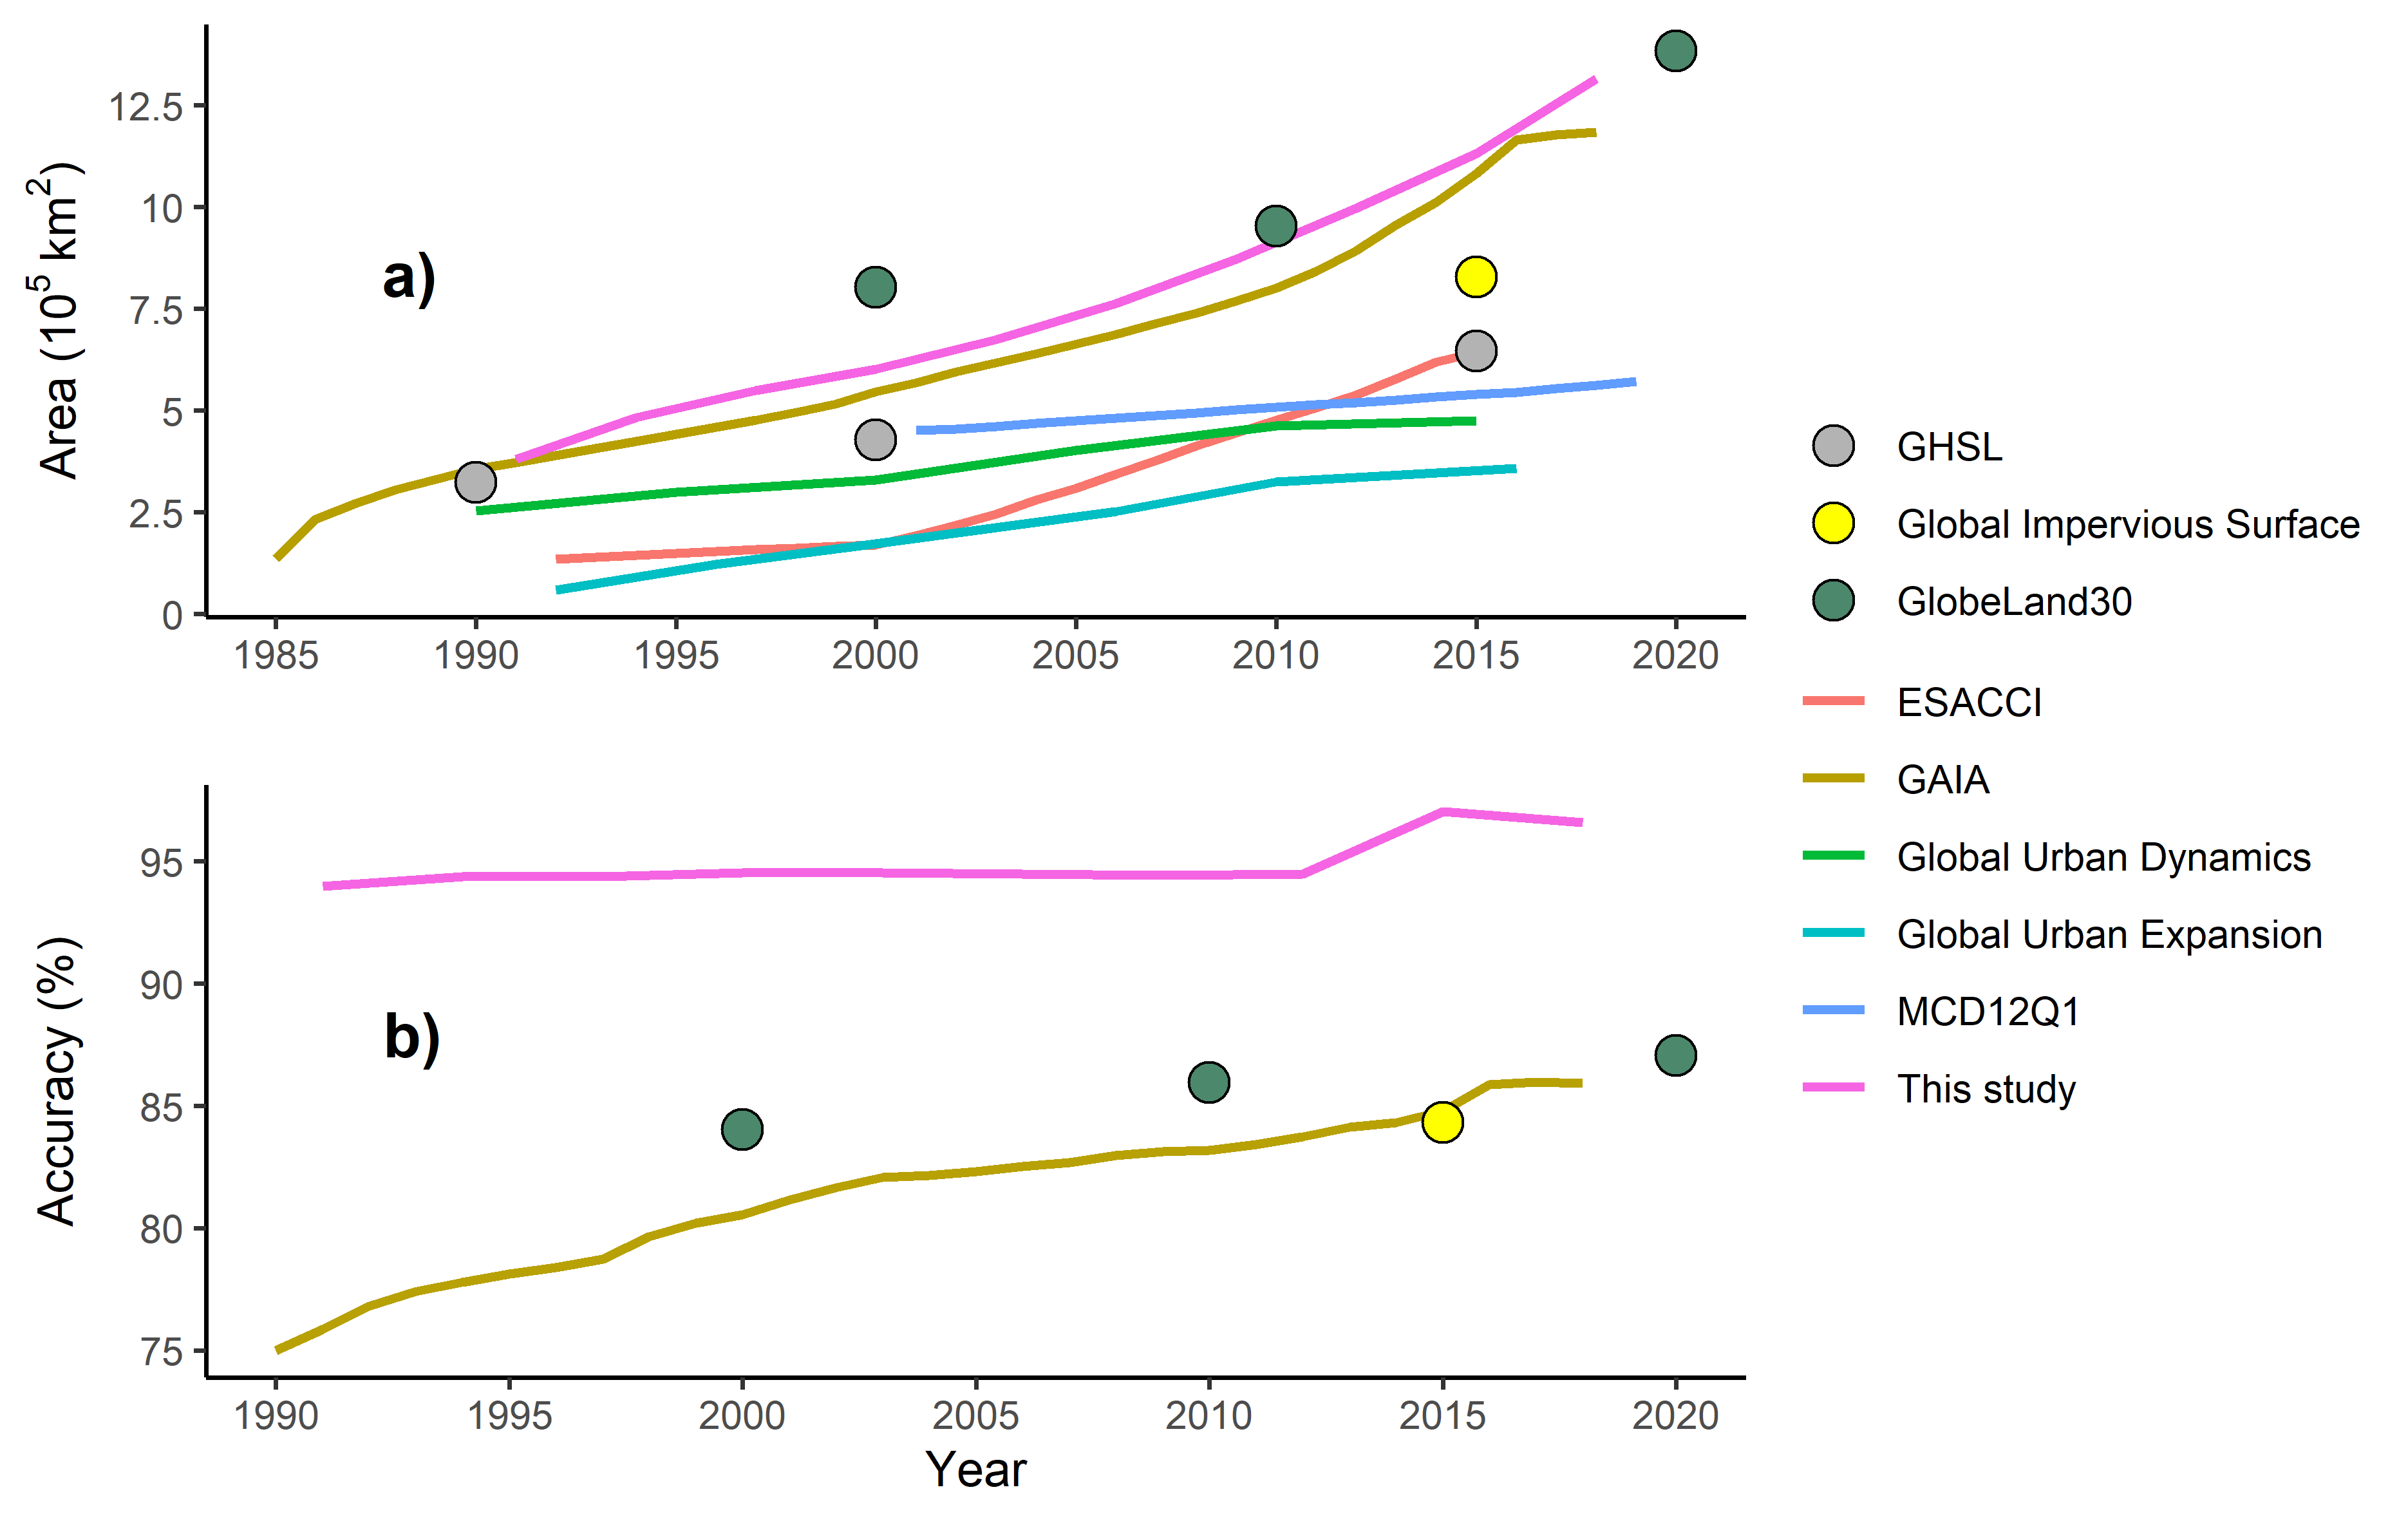 12.5
10
7.5
5
2.5
0
Area (10⁵ km²)
a)
1985 1990 1995 2000 2005 2010 2015 2020
95
90
85
80
75
Accuracy (%)
b)
1990 1995 2000 2005 2010 2015 2020
Year
GHSL
Global Impervious Surface
GlobeLand30
ESACCI
GAIA
Global Urban Dynamics
Global Urban Expansion
MCD12Q1
This study